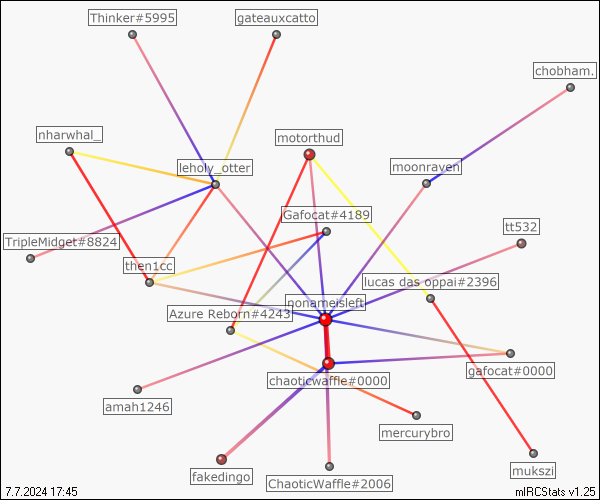 Thinker#5995
gateauxcatto
chobham.
nharwhal_
motorthud
leholy_otter
moonraven
Gafocat#4189
tt532
TripleMidget#8824
then1cc
lucas das oppai#2396
qonameisleft
Azure Reborn#4243
gafocat#0000
chaoticwaffle#0000
amah1246
mercurybro
mukszi
fakedingo
ChaoticWaffle#2006
7.7.2024 17:45
mIRCStats v1.25